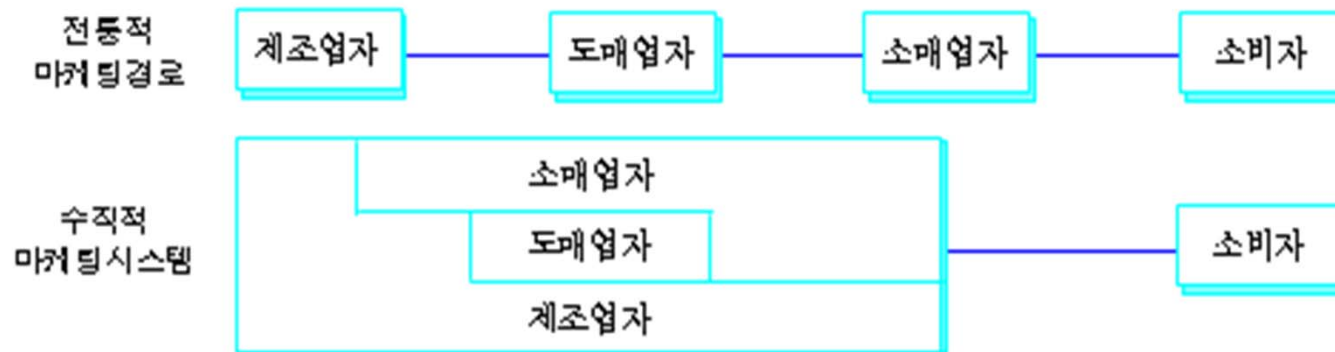 전통적
마케팅경로
제조업자
도매업자
소매업자
소비자
수직적
마케팅시스템
소매업자
도매업자
제조업자
소비자